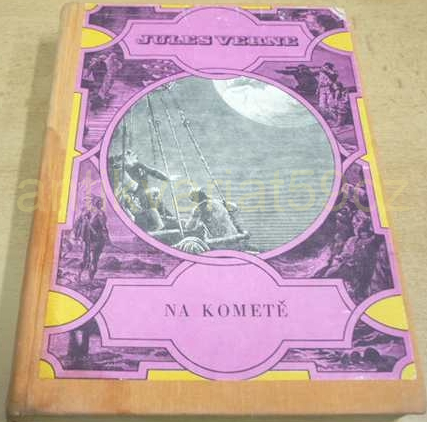 JULES VERNE
NA KOMETĚ